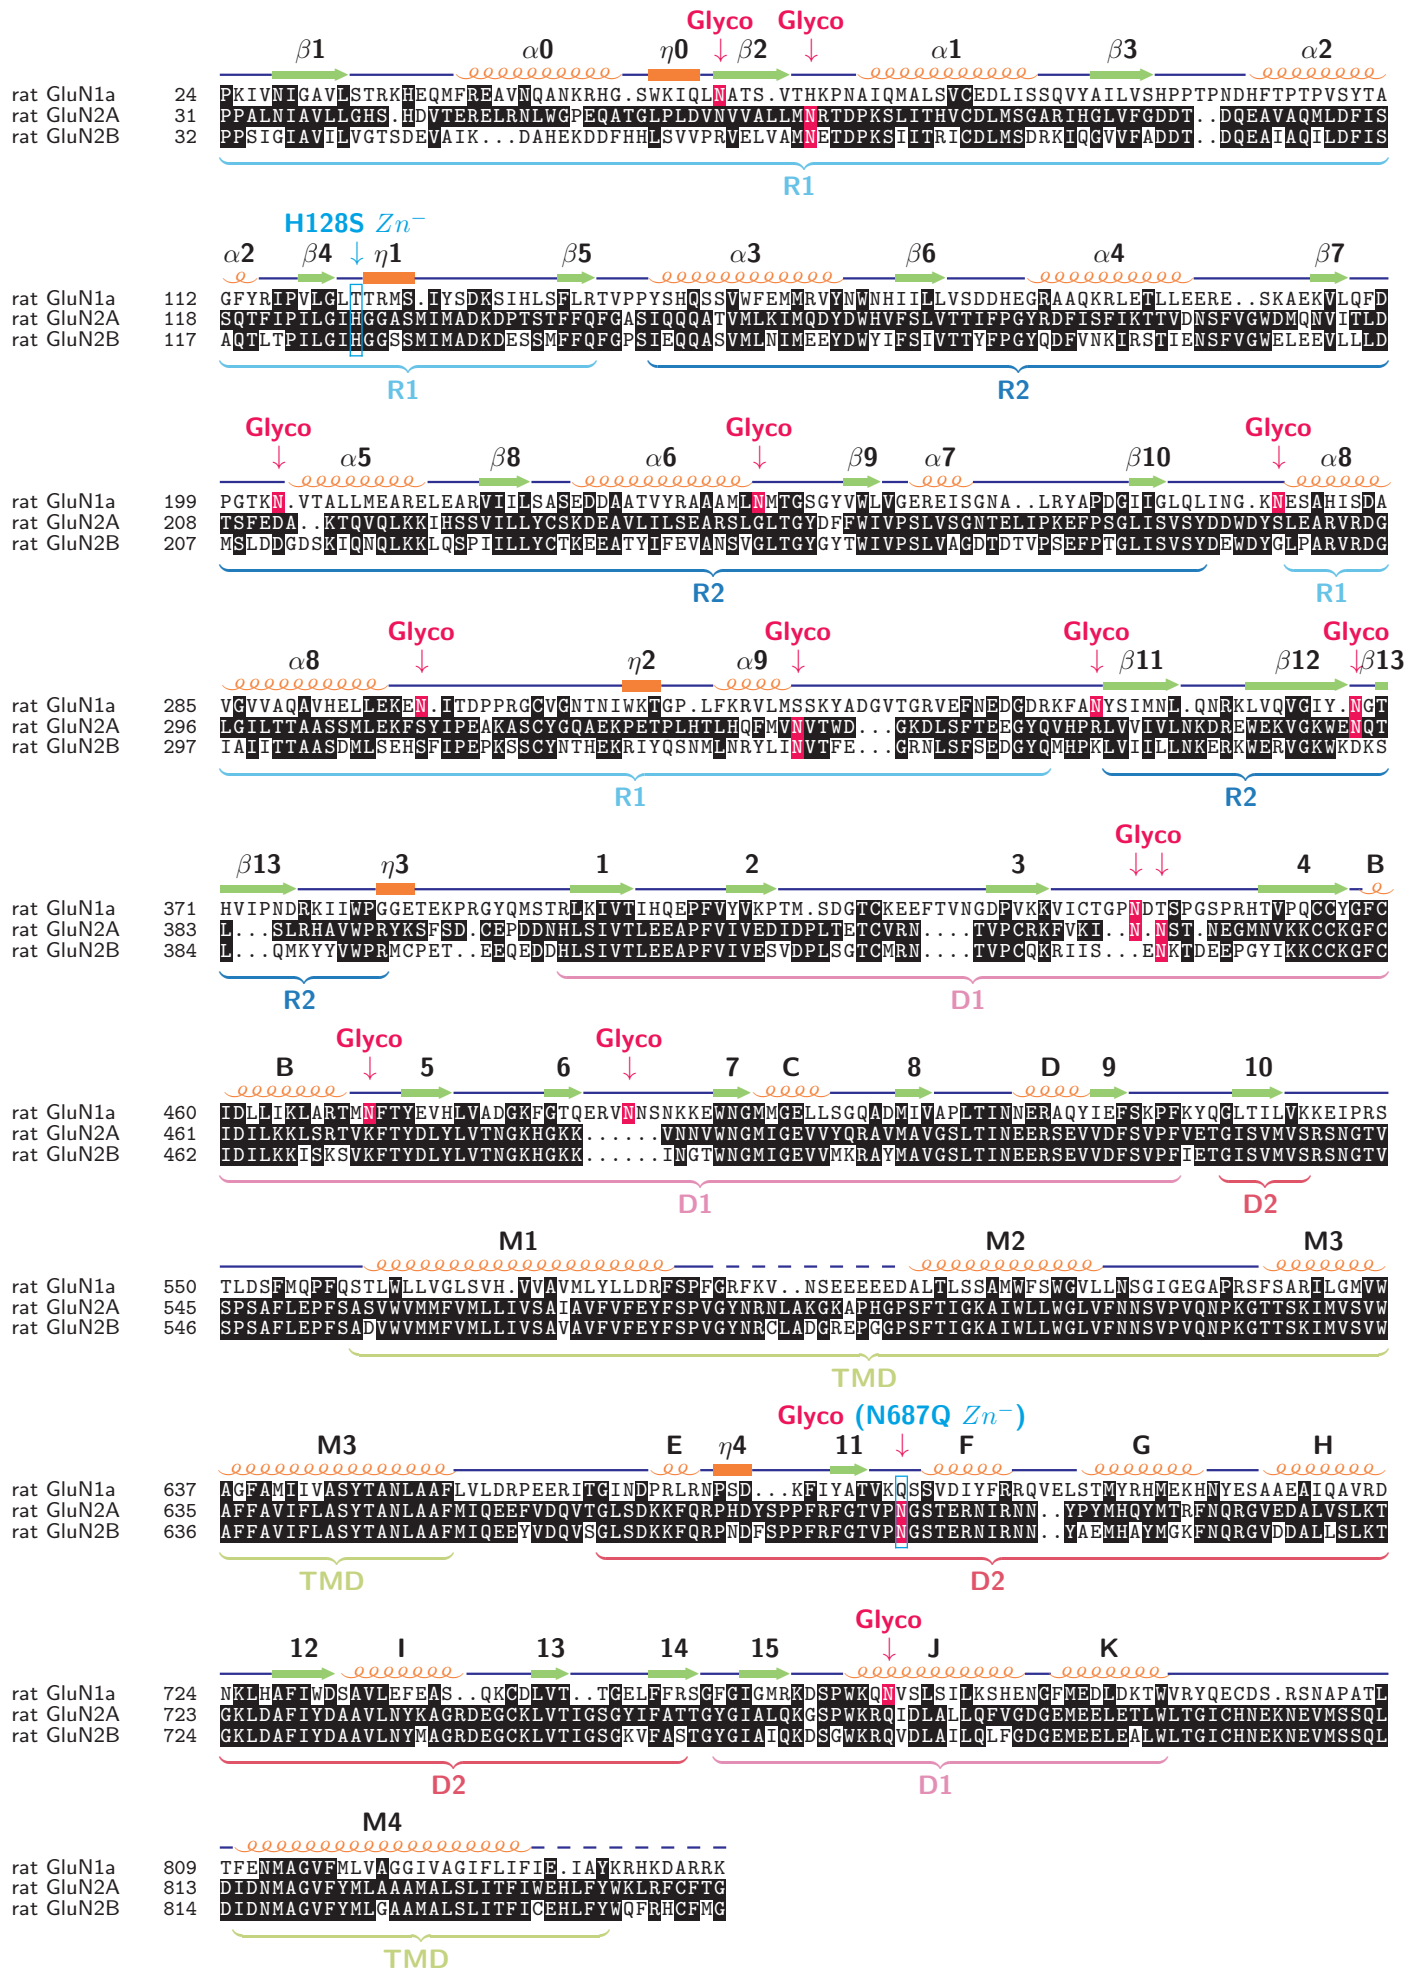 Glyco Glyco
β1 α0 η0 β2 α1 β3 α2
rat GluN1a 24 PKIVNIGAVLSTRKHEQMFREAVNQANKRHG.SWKIQLNATS.VTHKPNAIQMALSVCEDLISSQVYAILVSHPPTPNDHFTPTPVSYTA
rat GluN2A 31 PPALNIAVLLGHS.HDVTERELRNLWGPEQATGLPLDVNVVALLMNRTDPKSLITHVCDLMSGARIHGLVFGDDT..DQEAVAQMLDFIS
rat GluN2B 32 PPSIGIAVILVGTSDEVAIK...DAHEKDDFHHLSVVPRVELVAMNETDPKSIITRICDLMSDRKIQGVVFADDT..DQEAIAQILDFIS
R1
H128S Zn⁻
α2 β4 η1 β5 α3 β6 α4 β7
rat GluN1a 112 GFYRIPVLGLTTRMS.IYSDKSIHLSFLRTVPPYSHQSSVWFEMMRVYNWNHIILLVSDDHEGRAAQKRLETLLEERE..SKAEKVLQFD
rat GluN2A 118 SQTFIPILGIHGGASMIMADKDPTSTFFQFGASIQQQATVMLKIMQDYDWHVFSLVTTIFPGYRDFISFIKTTVDNSFVGWDMQNVITLD
rat GluN2B 117 AQTLTPILGIHGGSSMIMADKDESSMFFQFGPSIEQQASVMLNIMEEYDWYIFSIVTTYFPGYQDFVNKIRSTIENSFVGWELEEVLLLD
R1 R2
Glyco Glyco Glyco
α5 β8 α6 β9 α7 β10 α8
rat GluN1a 199 PGTKN.VTALLMEARELEARVIILSASEDDAATVYRAAAMLNMTGSGYVWLVGEREISGNA..LRYAPDGIIGLQLING.KNESAHISDA
rat GluN2A 208 TSFEDA..KTQVQLKKIHSSVILLYCSKDEAVLILSEARSLGLTGYDFFWIVPSLVSGNTELIPKEFPSGLISVSYDDWDYSLEARVRDG
rat GluN2B 207 MSLDDGDSKIQNQLKKLQSPIILLYCTKEEATYIFEVANSVGLTGYGYTWIVPSLVAGDTDTVPSEFPTGLISVSYDEWDYGLPARVRDG
R2 R1
Glyco Glyco Glyco Glyco
α8 η2 α9 β11 β12 β13
rat GluN1a 285 VGVVAQAVHELLEKEN.ITDPPRGCVGNTNIWKTGP.LFKRVLMSSKYADGVTGRVEFNEDGDRKFANYSIMNL.QNRKLVQVGIY.NGT
rat GluN2A 296 LGILTTAASSMLEKFSYIPEAKASCYGQAEKPETPLHTLHQFMVNVTWD...GKDLSFTEEGYQVHPRLVVIVLNKDREWEKVGKWENQT
rat GluN2B 297 IAIITTAASDMLSEHSFIPEPKSSCYNTHEKRIYQSNMLNRYLINVTFE...GRNLSFSEDGYQMHPKLVIILLNKERKWERVGKWKDKS
R1 R2
Glyco
β13 η3 1 2 3 4 B
rat GluN1a 371 HVIPNDRKIIWPGGETEKPRGYQMSTRLKIVTIHQEPFVYVKPTM.SDGTCKEEFTVNGDPVKKVICTGPNDTSPGSPRHTVPQCCYGFC
rat GluN2A 383 L...SLRHAVWPRYKSFSD.CEPDDNHLSIVTLEEAPFVIVEDIDPLTETCVRN....TVPCRKFVKI..N.NST.NEGMNVKKCCKGFC
rat GluN2B 384 L...QMKYYVWPRMCPET..EEQEDDHLSIVTLEEAPFVIVESVDPLSGTCMRN....TVPCQKRIIS...ENKTDEEPGYIKKCCKGFC
R2 D1
Glyco Glyco
B 5 6 7 C 8 D 9 10
rat GluN1a 460 IDLLIKLARTMNFTYEVHLVADGKFGTQERVNNSNKKEWNGMMGELLSGQADMIVAPLTINNERAQYIEFSKPFKYQGLTILVKKEIPRS
rat GluN2A 461 IDILKKLSRTVKFTYDLYLVTNGKHGKK......VNNVWNGMIGEVVYQRAVMAVGSLTINEERSEVVDFSVPFVETGISVMVSRSNGTV
rat GluN2B 462 IDILKKISKSVKFTYDLYLVTNGKHGKK......INGTWNGMIGEVVMKRAYMAVGSLTINEERSEVVDFSVPFIETGISVMVSRSNGTV
D1 D2
M1 M2 M3
rat GluN1a 550 TLDSFMQPFQSTLWLLVGLSVH.VVAVMLYLLDRFSPFGRFKV..NSEEEEEDALTLSSAMWFSWGVLLNSGIGEGAPRSFSARILGMVW
rat GluN2A 545 SPSAFLEPFSASVWVMMFVMLLIVSAIAVFVFEYFSPVGYNRNLAKGKAPHGPSFTIGKAIWLLWGLVFNNSVPVQNPKGTTSKIMVSVW
rat GluN2B 546 SPSAFLEPFSADVWVMMFVMLLIVSAVAVFVFEYFSPVGYNRCLADGREPGGPSFTIGKAIWLLWGLVFNNSVPVQNPKGTTSKIMVSVW
TMD
Glyco (N687Q Zn⁻)
M3 E η4 11 F G H
rat GluN1a 637 AGFAMIIVASYTANLAAFLVLDRPEERITGINDPRLRNPSD...KFIYATVKQSSVDIYFRRQVELSTMYRHMEKHNYESAAEAIQAVRD
rat GluN2A 635 AFFAVIFLASYTANLAAFMIQEEFVDQVTGLSDKKFQRPHDYSPPFRFGTVPNGSTERNIRNN..YPYMHQYMTRFNQRGVEDALVSLKT
rat GluN2B 636 AFFAVIFLASYTANLAAFMIQEEYVDQVSGLSDKKFQRPNDFSPPFRFGTVPNGSTERNIRNN..YAEMHAYMGKFNQRGVDDALLSLKT
TMD D2
Glyco
12 I 13 14 15 J K
rat GluN1a 724 NKLHAFIWDSAVLEFEAS..QKCDLVTT..TGELFFRSGFGIGMRKDSPWKQNVSLSILKSHENGFMEDLDKTWVRYQECDS.RSNAPATL
rat GluN2A 723 GKLDAFIYDAAVLNYKAGRDEGCKLVTIGSGYIFATTGYGIALQKGSPWKRQIDLALLQFVGDGEMEELETLWLTGICHNEKNEVMSSQL
rat GluN2B 724 GKLDAFIYDAAVLNYMAGRDEGCKLVTIGSGKVFASTGYGIAIQKDSGWKRQVDLAILQLFGDGEMEELEALWLTGICHNEKNEVMSSQL
D2 D1
M4
rat GluN1a 809 TFENMAGVFMLVAGGIVAGIFLIFIE.IAYKRHKDARRK
rat GluN2A 813 DIDNMAGVFYMLAAAMALSLITFIWEHLFYWKLRFCFTG
rat GluN2B 814 DIDNMAGVFYMLGAAMALSLITFICEHLFYWQFRHCFMG
TMD